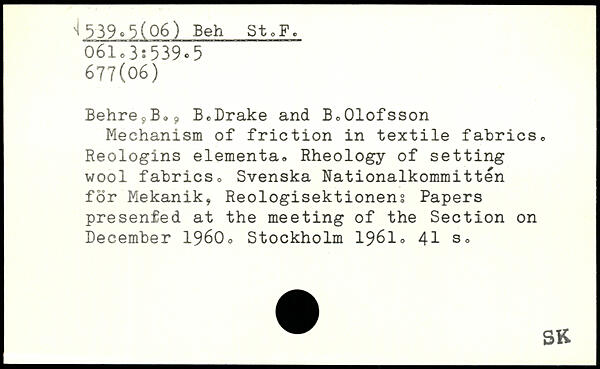 539.5(06) Beh St.F.
061.3:539.5
677(06)
Behre,B., B.Drake and B.Olofsson
Mechanism of friction in textile fabrics.
Reologins elementa. Rheology of setting
wool fabrics. Svenska Nationalkommittén
för Mekanik, Reologisektionen: Papers
presented at the meeting of the Section on
December 1960. Stockholm 1961. 41 s.
SK